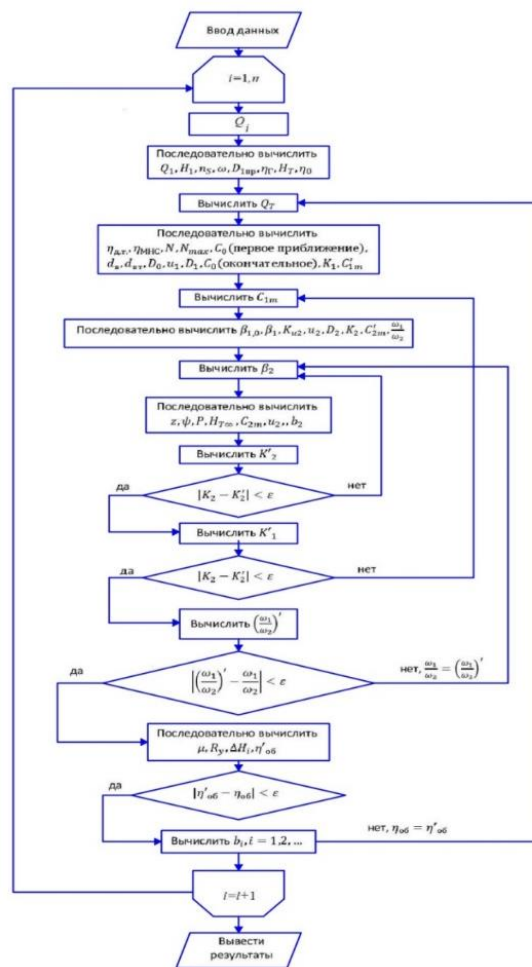 Ввод данных
i=1,n
Q_i
Последовательно вычислить
Q_1, H_1, n_S, ω, D_1пр, η_Г, H_T, η_0
Вычислить Q_T
Последовательно вычислить
η_д.т., η_МНС, N, N_max, C_0(первое приближение),
d_в, d_вт, D_0, u_1, D_1, C_0(окончательное), K_1, C'_1m
Вычислить C_1m
Последовательно вычислить β_1,0, β_1, K_u2, u_2, D_2, K_2, C'_2m, ω_1/ω_2
Вычислить β_2
Последовательно вычислить
z, ψ, P, H_T∞, C_2m, u_2,, b_2
Вычислить K'_2
да
|K_2 − K'_2| < ε
нет
Вычислить K'_1
да
|K_2 − K'_2| < ε
нет
Вычислить (ω_1/ω_2)'
да
|(ω_1/ω_2)' − ω_1/ω_2| < ε
нет, ω_1/ω_2 = (ω_1/ω_2)'
Последовательно вычислить
μ, R_y, ΔH_i, η'_об
да
|η'_об − η_об| < ε
Вычислить b_i, i = 1,2, ...
нет, η_об = η'_об
i=i+1
Вывести
результаты